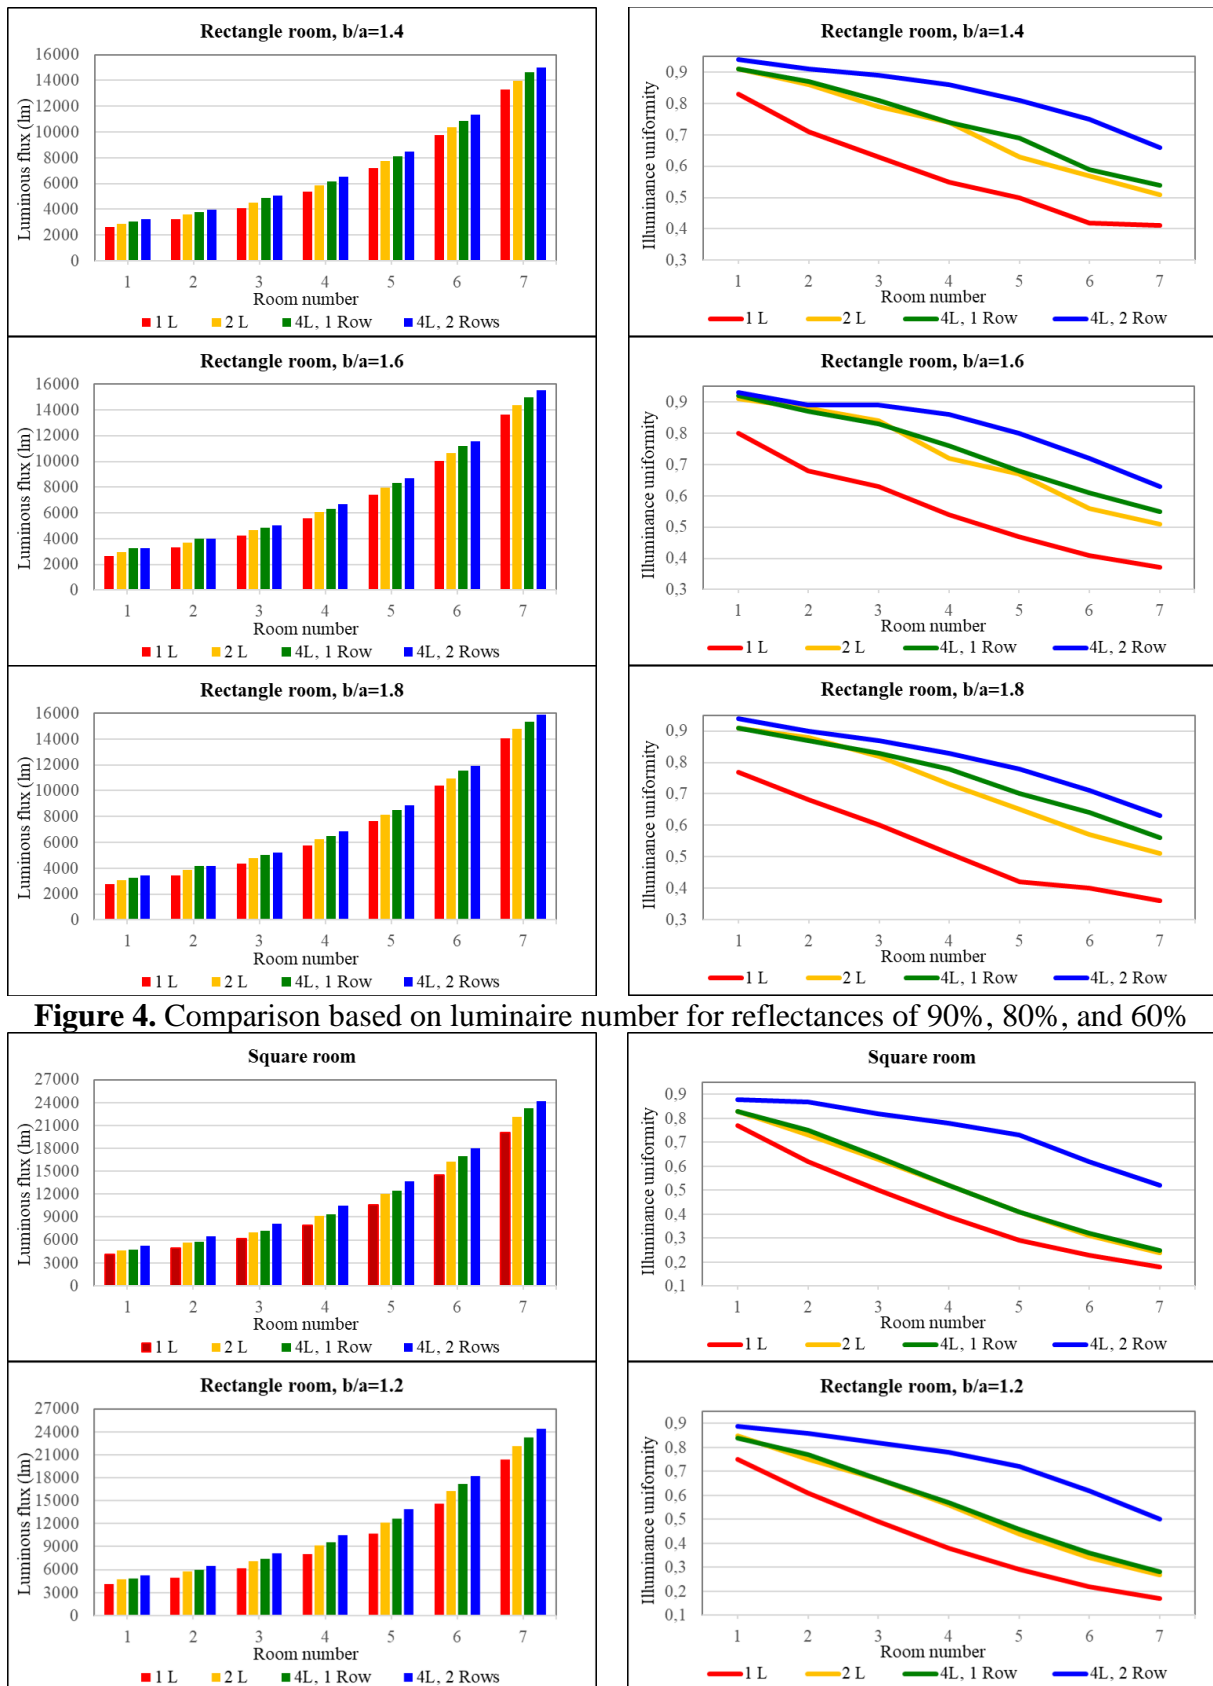 Rectangle room, b/a=1.4
Luminous flux (lm)
16000
14000
12000
10000
8000
6000
4000
2000
0
1 2 3 4 5 6 7
Room number
1 L 2 L 4L, 1 Row 4L, 2 Rows
Rectangle room, b/a=1.4
Illuminance uniformity
0,9
0,8
0,7
0,6
0,5
0,4
0,3
1 2 3 4 5 6 7
Room number
1 L 2 L 4L, 1 Row 4L, 2 Row
Rectangle room, b/a=1.6
Luminous flux (lm)
16000
14000
12000
10000
8000
6000
4000
2000
0
1 2 3 4 5 6 7
Room number
1 L 2 L 4L, 1 Row 4L, 2 Rows
Rectangle room, b/a=1.6
Illuminance uniformity
0,9
0,8
0,7
0,6
0,5
0,4
0,3
1 2 3 4 5 6 7
Room number
1 L 2 L 4L, 1 Row 4L, 2 Row
Rectangle room, b/a=1.8
Luminous flux (lm)
16000
14000
12000
10000
8000
6000
4000
2000
0
1 2 3 4 5 6 7
Room number
1 L 2 L 4L, 1 Row 4L, 2 Rows
Rectangle room, b/a=1.8
Illuminance uniformity
0,9
0,8
0,7
0,6
0,5
0,4
0,3
1 2 3 4 5 6 7
Room number
1 L 2 L 4L, 1 Row 4L, 2 Row
Figure 4. Comparison based on luminaire number for reflectances of 90%, 80%, and 60%
Square room
Luminous flux (lm)
27000
24000
21000
18000
15000
12000
9000
6000
3000
0
1 2 3 4 5 6 7
Room number
1 L 2 L 4L, 1 Row 4L, 2 Rows
Square room
Illuminance uniformity
0,9
0,8
0,7
0,6
0,5
0,4
0,3
0,2
0,1
1 2 3 4 5 6 7
Room number
1 L 2 L 4L, 1 Row 4L, 2 Row
Rectangle room, b/a=1.2
Luminous flux (lm)
27000
24000
21000
18000
15000
12000
9000
6000
3000
0
1 2 3 4 5 6 7
Room number
1 L 2 L 4L, 1 Row 4L, 2 Rows
Rectangle room, b/a=1.2
Illuminance uniformity
0,9
0,8
0,7
0,6
0,5
0,4
0,3
0,2
0,1
1 2 3 4 5 6 7
Room number
1 L 2 L 4L, 1 Row 4L, 2 Row